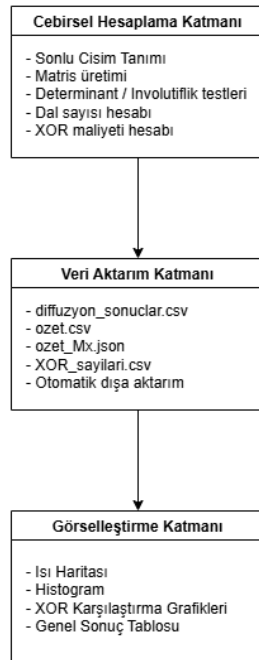 Cebirsel Hesaplama Katmanı
- Sonlu Cisim Tanımı
- Matris üretimi
- Determinant / Involutiflik testleri
- Dal sayısı hesabı
- XOR maliyeti hesabı
Veri Aktarım Katmanı
- diffuzyon_sonuclar.csv
- ozet.csv
- ozet_Mx.json
- XOR_sayilari.csv
- Otomatik dışa aktarım
Görselleştirme Katmanı
- Isı Haritası
- Histogram
- XOR Karşılaştırma Grafikleri
- Genel Sonuç Tablosu